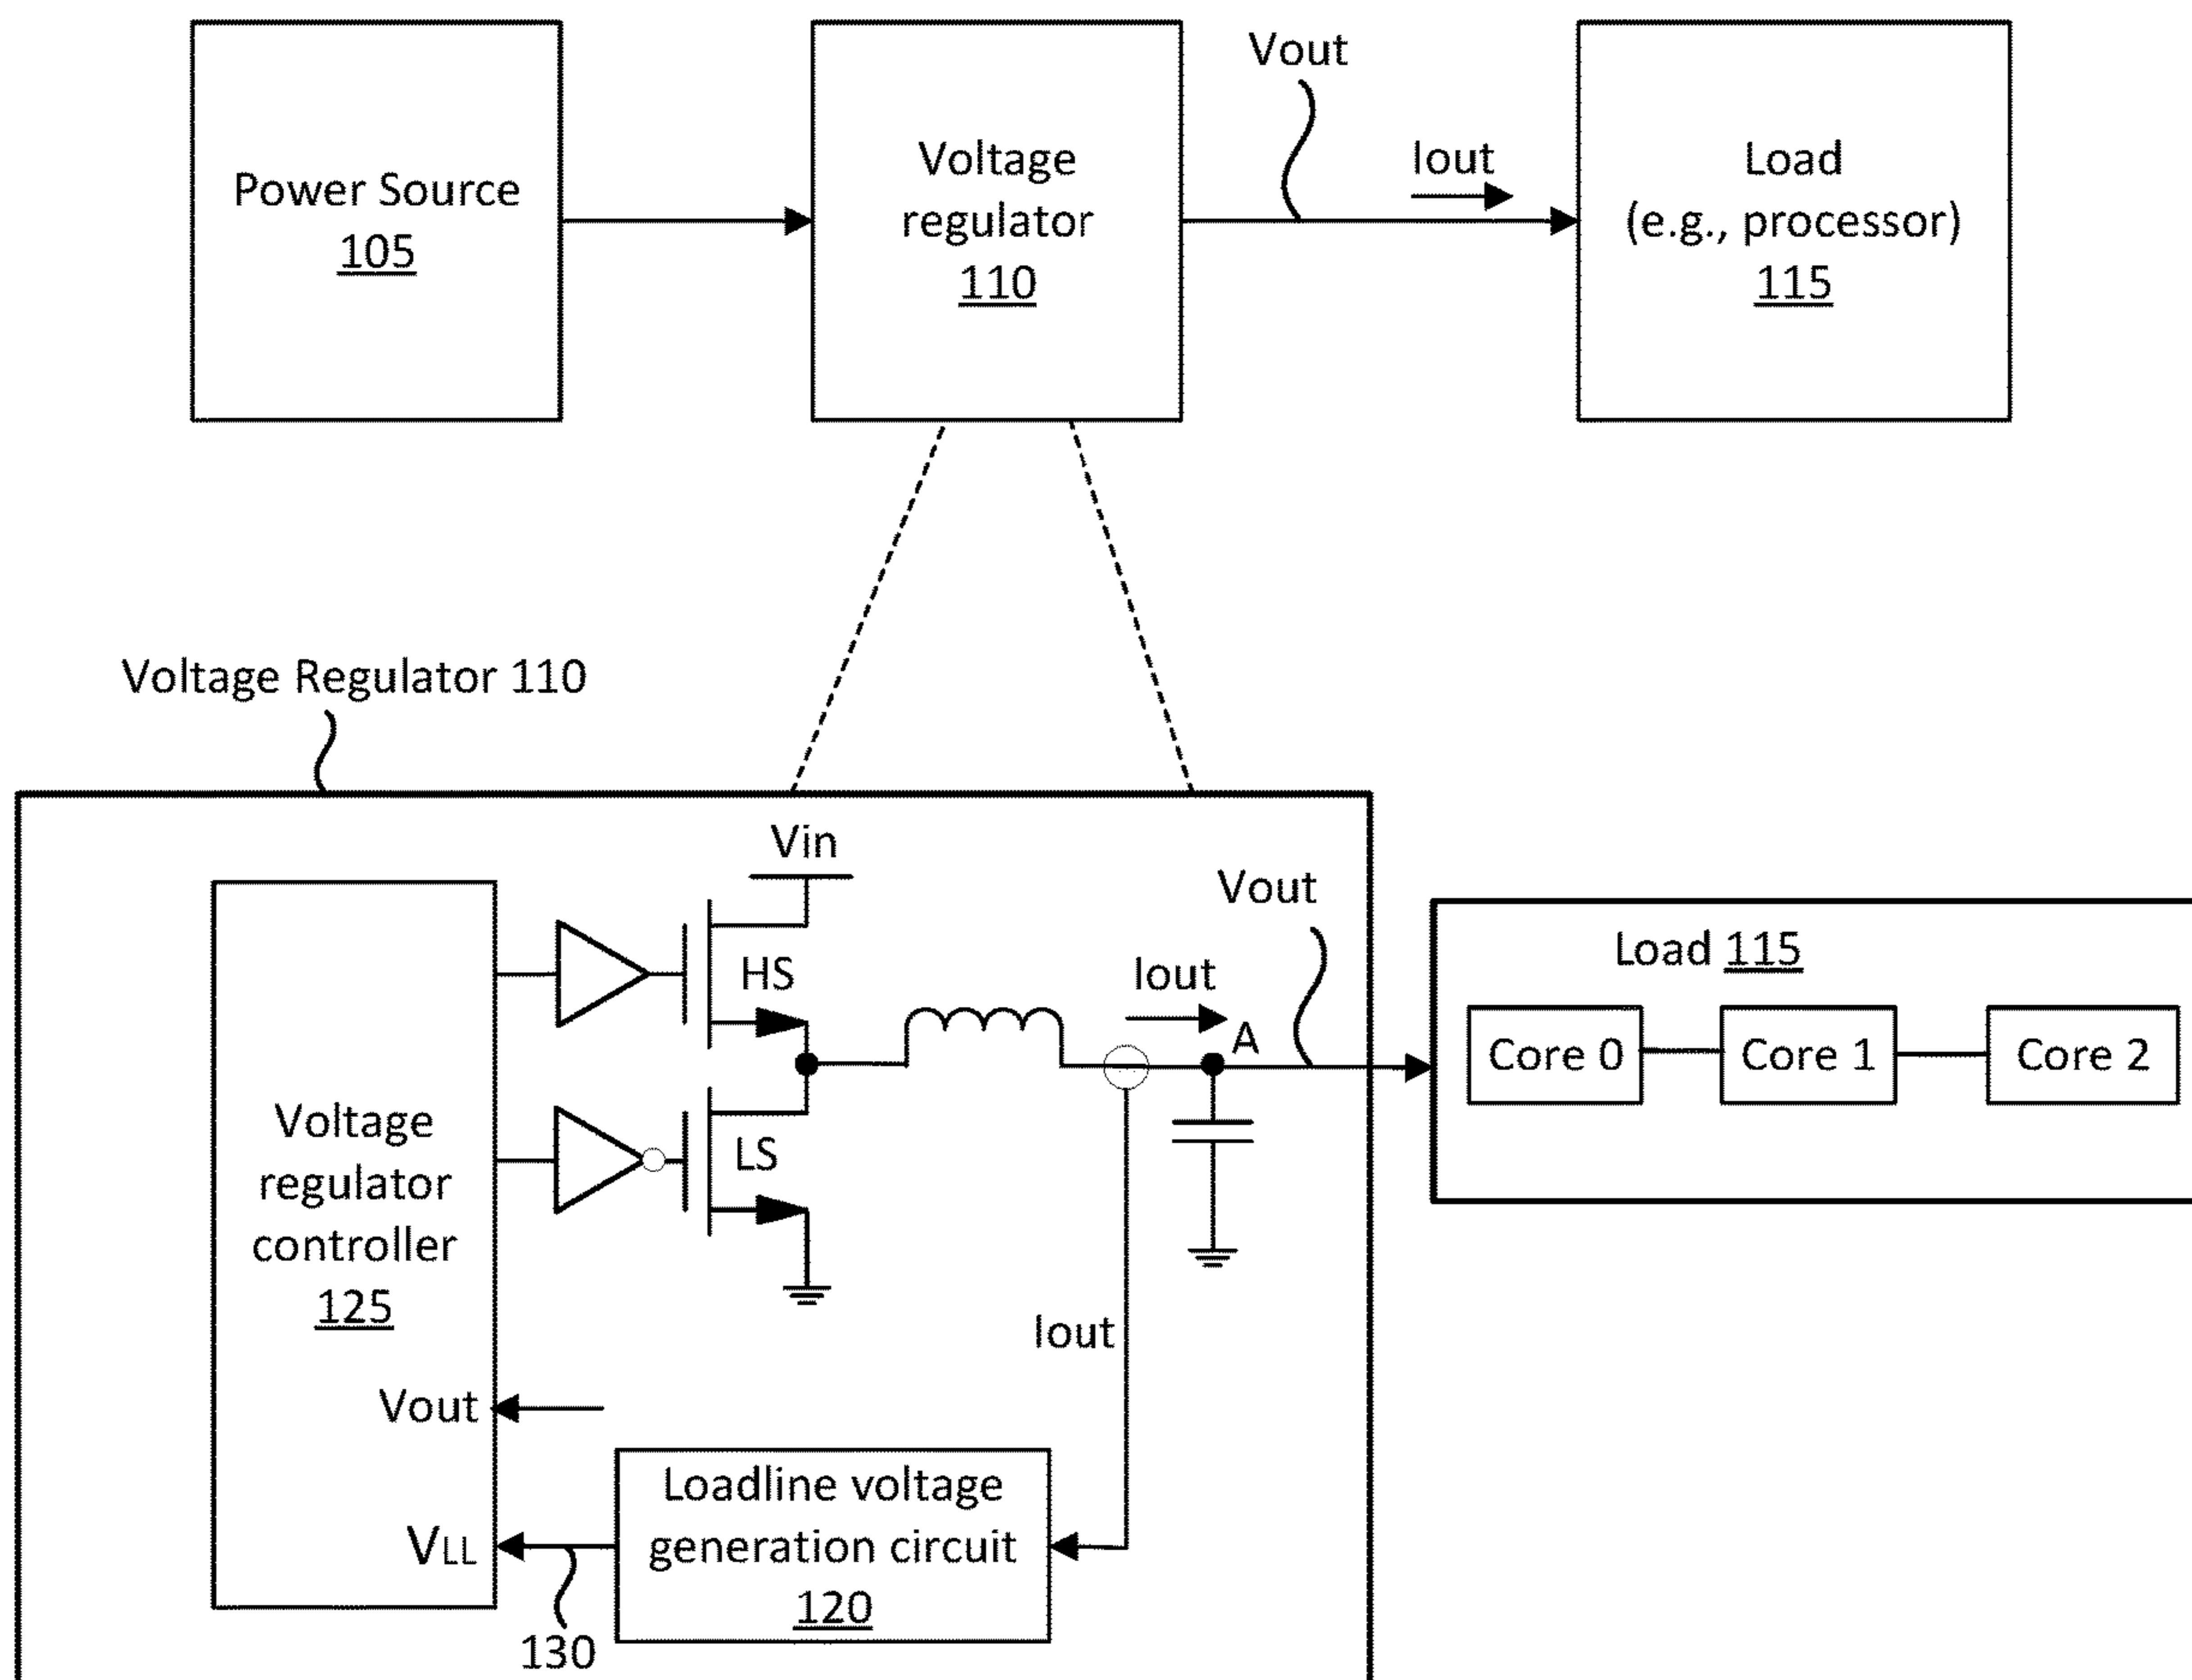 Power Source
105
Voltage
regulator
110
Vout
Iout
Load
(e.g., processor)
115
Voltage Regulator 110
Vin
HS
LS
Iout
A
Vout
Load 115
Core 0
Core 1
Core 2
Voltage
regulator
controller
125
Iout
Vout
VLL
130
Loadline voltage
generation circuit
120